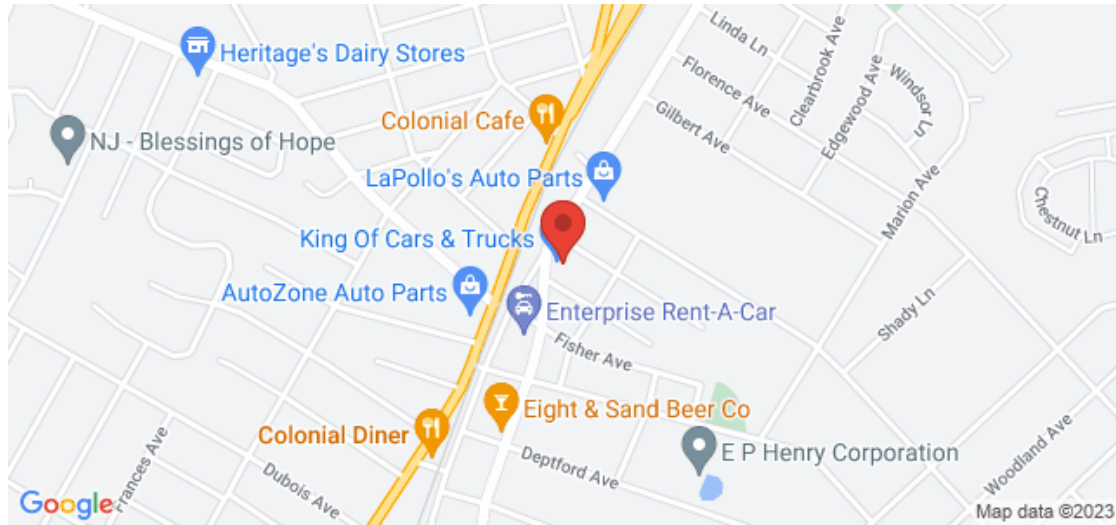 Linda Ln
Clearbrook Ave
Windsor Ln
Heritage's Dairy Stores
Florence Ave
Edgewood Ave
Gilbert Ave
Colonial Cafe
NJ - Blessings of Hope
LaPollo's Auto Parts
Marion Ave
Chestnut Ln
King Of Cars & Trucks
AutoZone Auto Parts
Enterprise Rent-A-Car
Shady Ln
Fisher Ave
Eight & Sand Beer Co
Colonial Diner
E P Henry Corporation
Woodland Ave
Frances Ave
Dubois Ave
Deptford Ave
Google
Map data ©2023